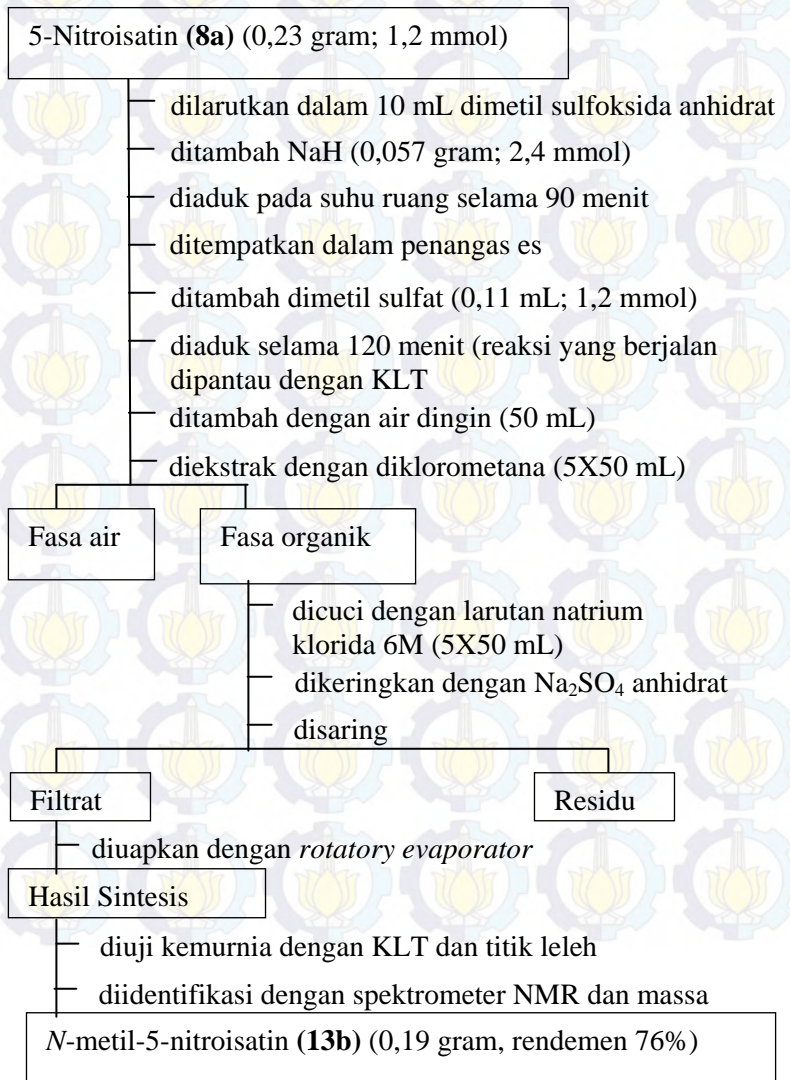 5-Nitroisatin (8a) (0,23 gram; 1,2 mmol)
dilarutkan dalam 10 mL dimetil sulfoksida anhidrat
ditambah NaH (0,057 gram; 2,4 mmol)
diaduk pada suhu ruang selama 90 menit
ditempatkan dalam penangas es
ditambah dimetil sulfat (0,11 mL; 1,2 mmol)
diaduk selama 120 menit (reaksi yang berjalan
dipantau dengan KLT
ditambah dengan air dingin (50 mL)
diekstrak dengan diklorometana (5X50 mL)
Fasa air
Fasa organik
dicuci dengan larutan natrium
klorida 6M (5X50 mL)
dikeringkan dengan Na₂SO₄ anhidrat
disaring
Filtrat
Residu
diuapkan dengan rotatory evaporator
Hasil Sintesis
diuji kemurnia dengan KLT dan titik leleh
diidentifikasi dengan spektrometer NMR dan massa
N-metil-5-nitroisatin (13b) (0,19 gram, rendemen 76%)